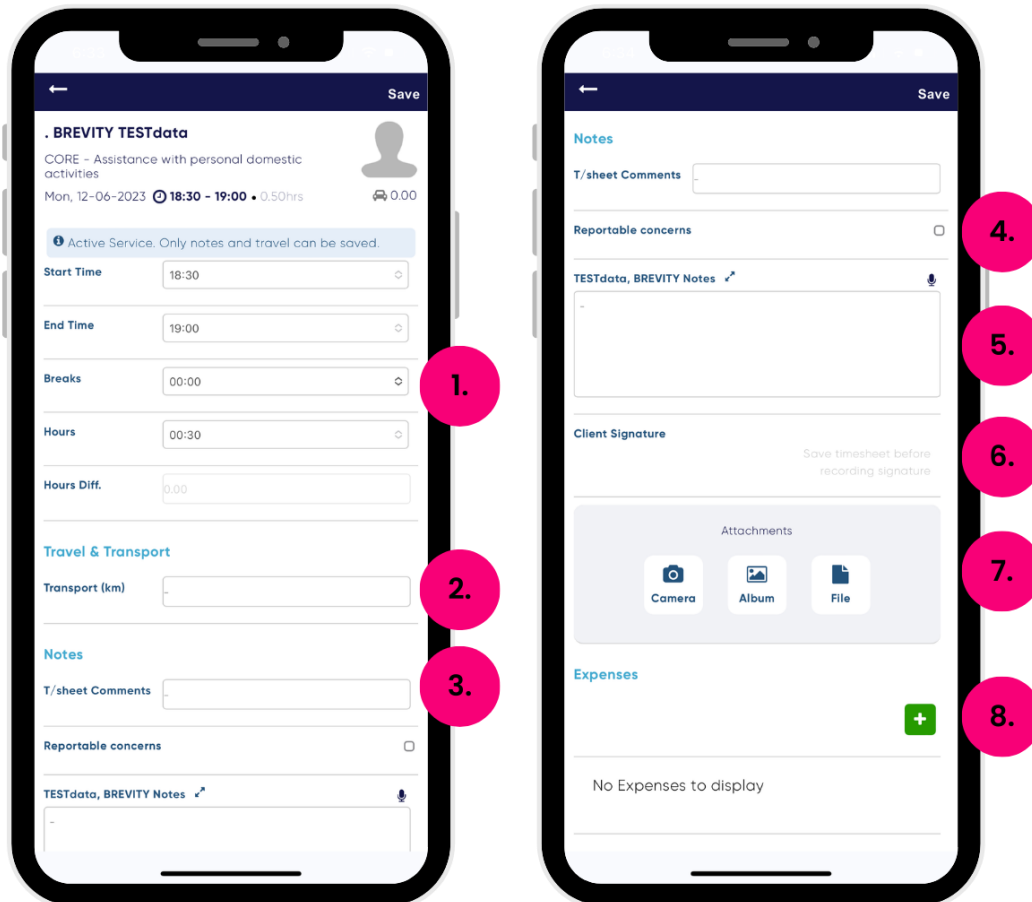 Save
. BREVITY TESTdata
CORE - Assistance with personal domestic
activities
Mon, 12-06-2023 18:30 - 19:00 • 0.50hrs 0.00
Active Service. Only notes and travel can be saved.
Start Time 18:30
End Time 19:00
Breaks 00:00
1.
Hours 00:30
Hours Diff. 0.00
Travel & Transport
Transport (km) -
2.
Notes
T/sheet Comments -
3.
Reportable concerns
TESTdata, BREVITY Notes
-
Save
Notes
T/sheet Comments -
Reportable concerns
4.
TESTdata, BREVITY Notes
-
5.
Client Signature
Save timesheet before
recording signature
6.
Attachments
Camera Album File
7.
Expenses
+
8.
No Expenses to display